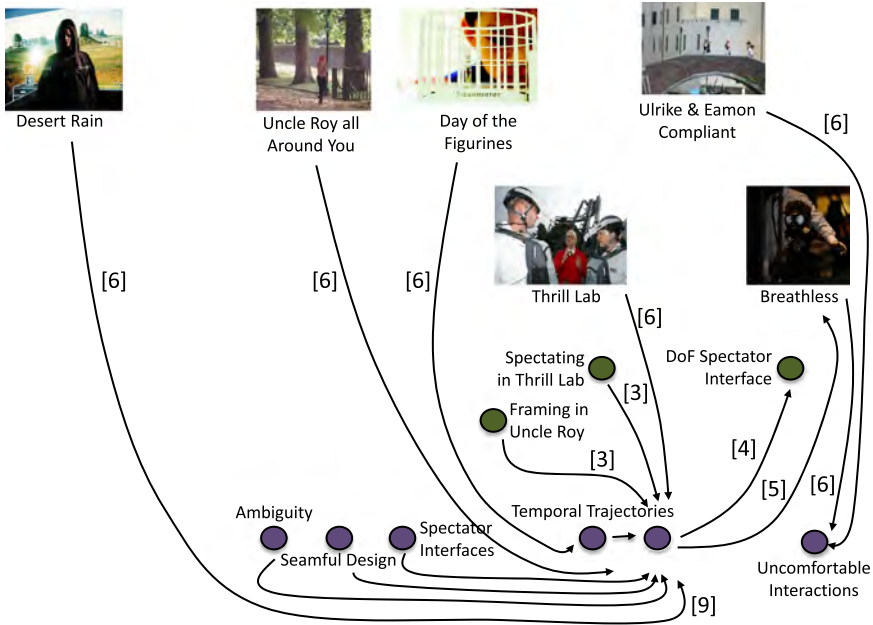 Desert Rain
Uncle Roy all
Around You
Day of the
Figurines
Ulrike & Eamon
Compliant
[6]
[6]
[6]
[6]
Thrill Lab
Breathless
[6]
Spectating
in Thrill Lab
DoF Spectator
Interface
[3]
Framing in
Uncle Roy
[3]
[4]
[5]
[6]
Ambiguity
Seamful Design
Spectator
Interfaces
Temporal Trajectories
Uncomfortable
Interactions
[9]